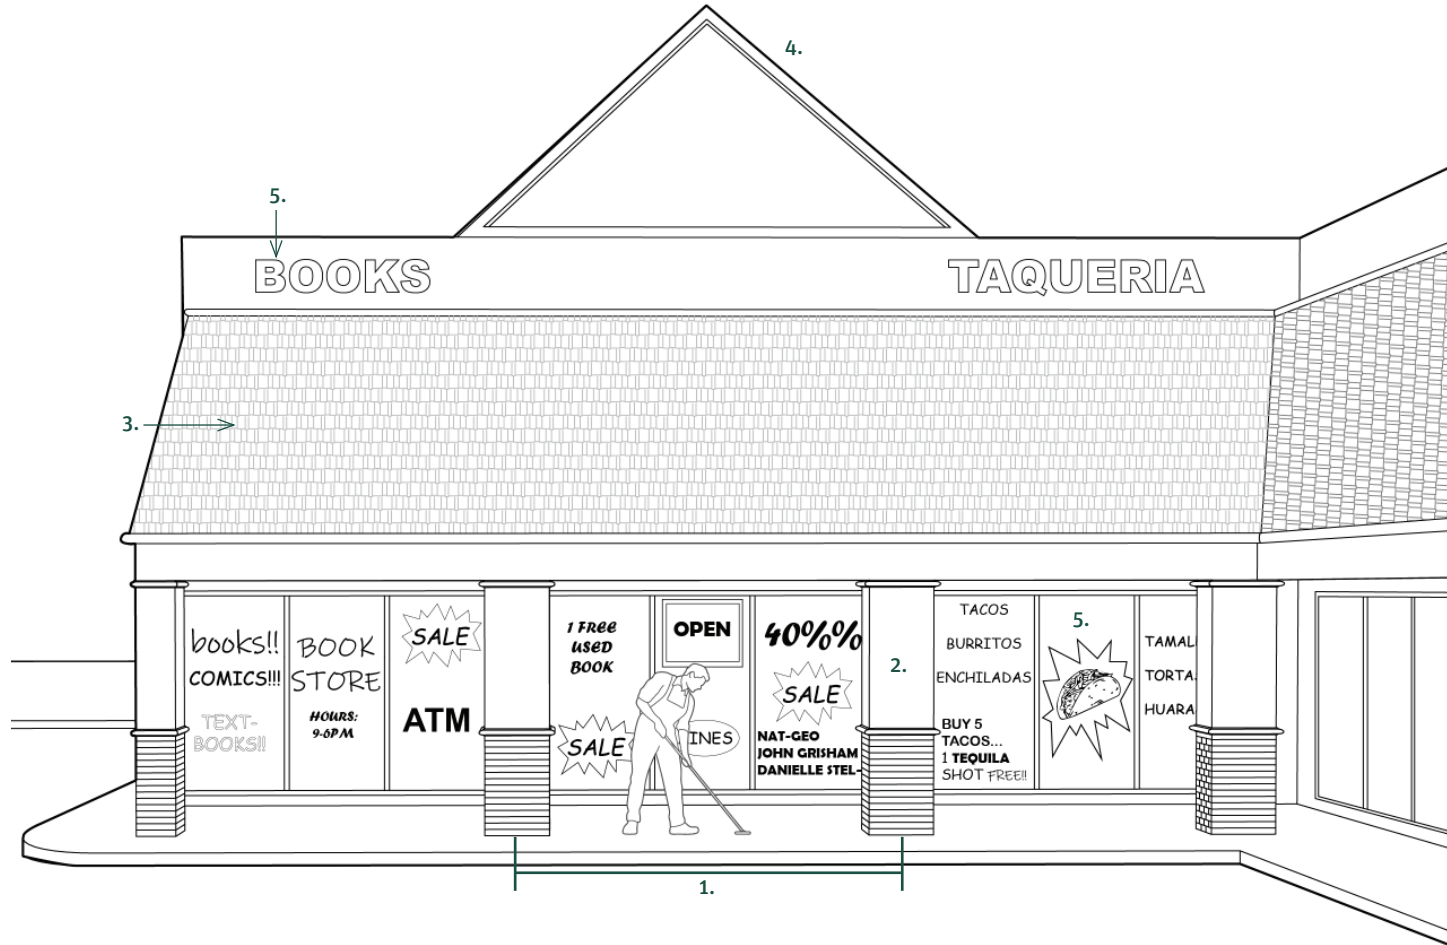 4.
5.
BOOKS
TAQUERIA
3.
books!!
COMICS!!!
TEXT-
BOOKS!!
BOOK
STORE
HOURS:
9-6PM
SALE
ATM
1 FREE
USED
BOOK
SALE
OPEN
INES
40%%
SALE
NAT-GEO
JOHN GRISHAM
DANIELLE STEL-
2.
TACOS
BURRITOS
ENCHILADAS
BUY 5
TACOS...
1 TEQUILA
SHOT FREE!!
5.
TAMAL
TORTA
HUARA
1.